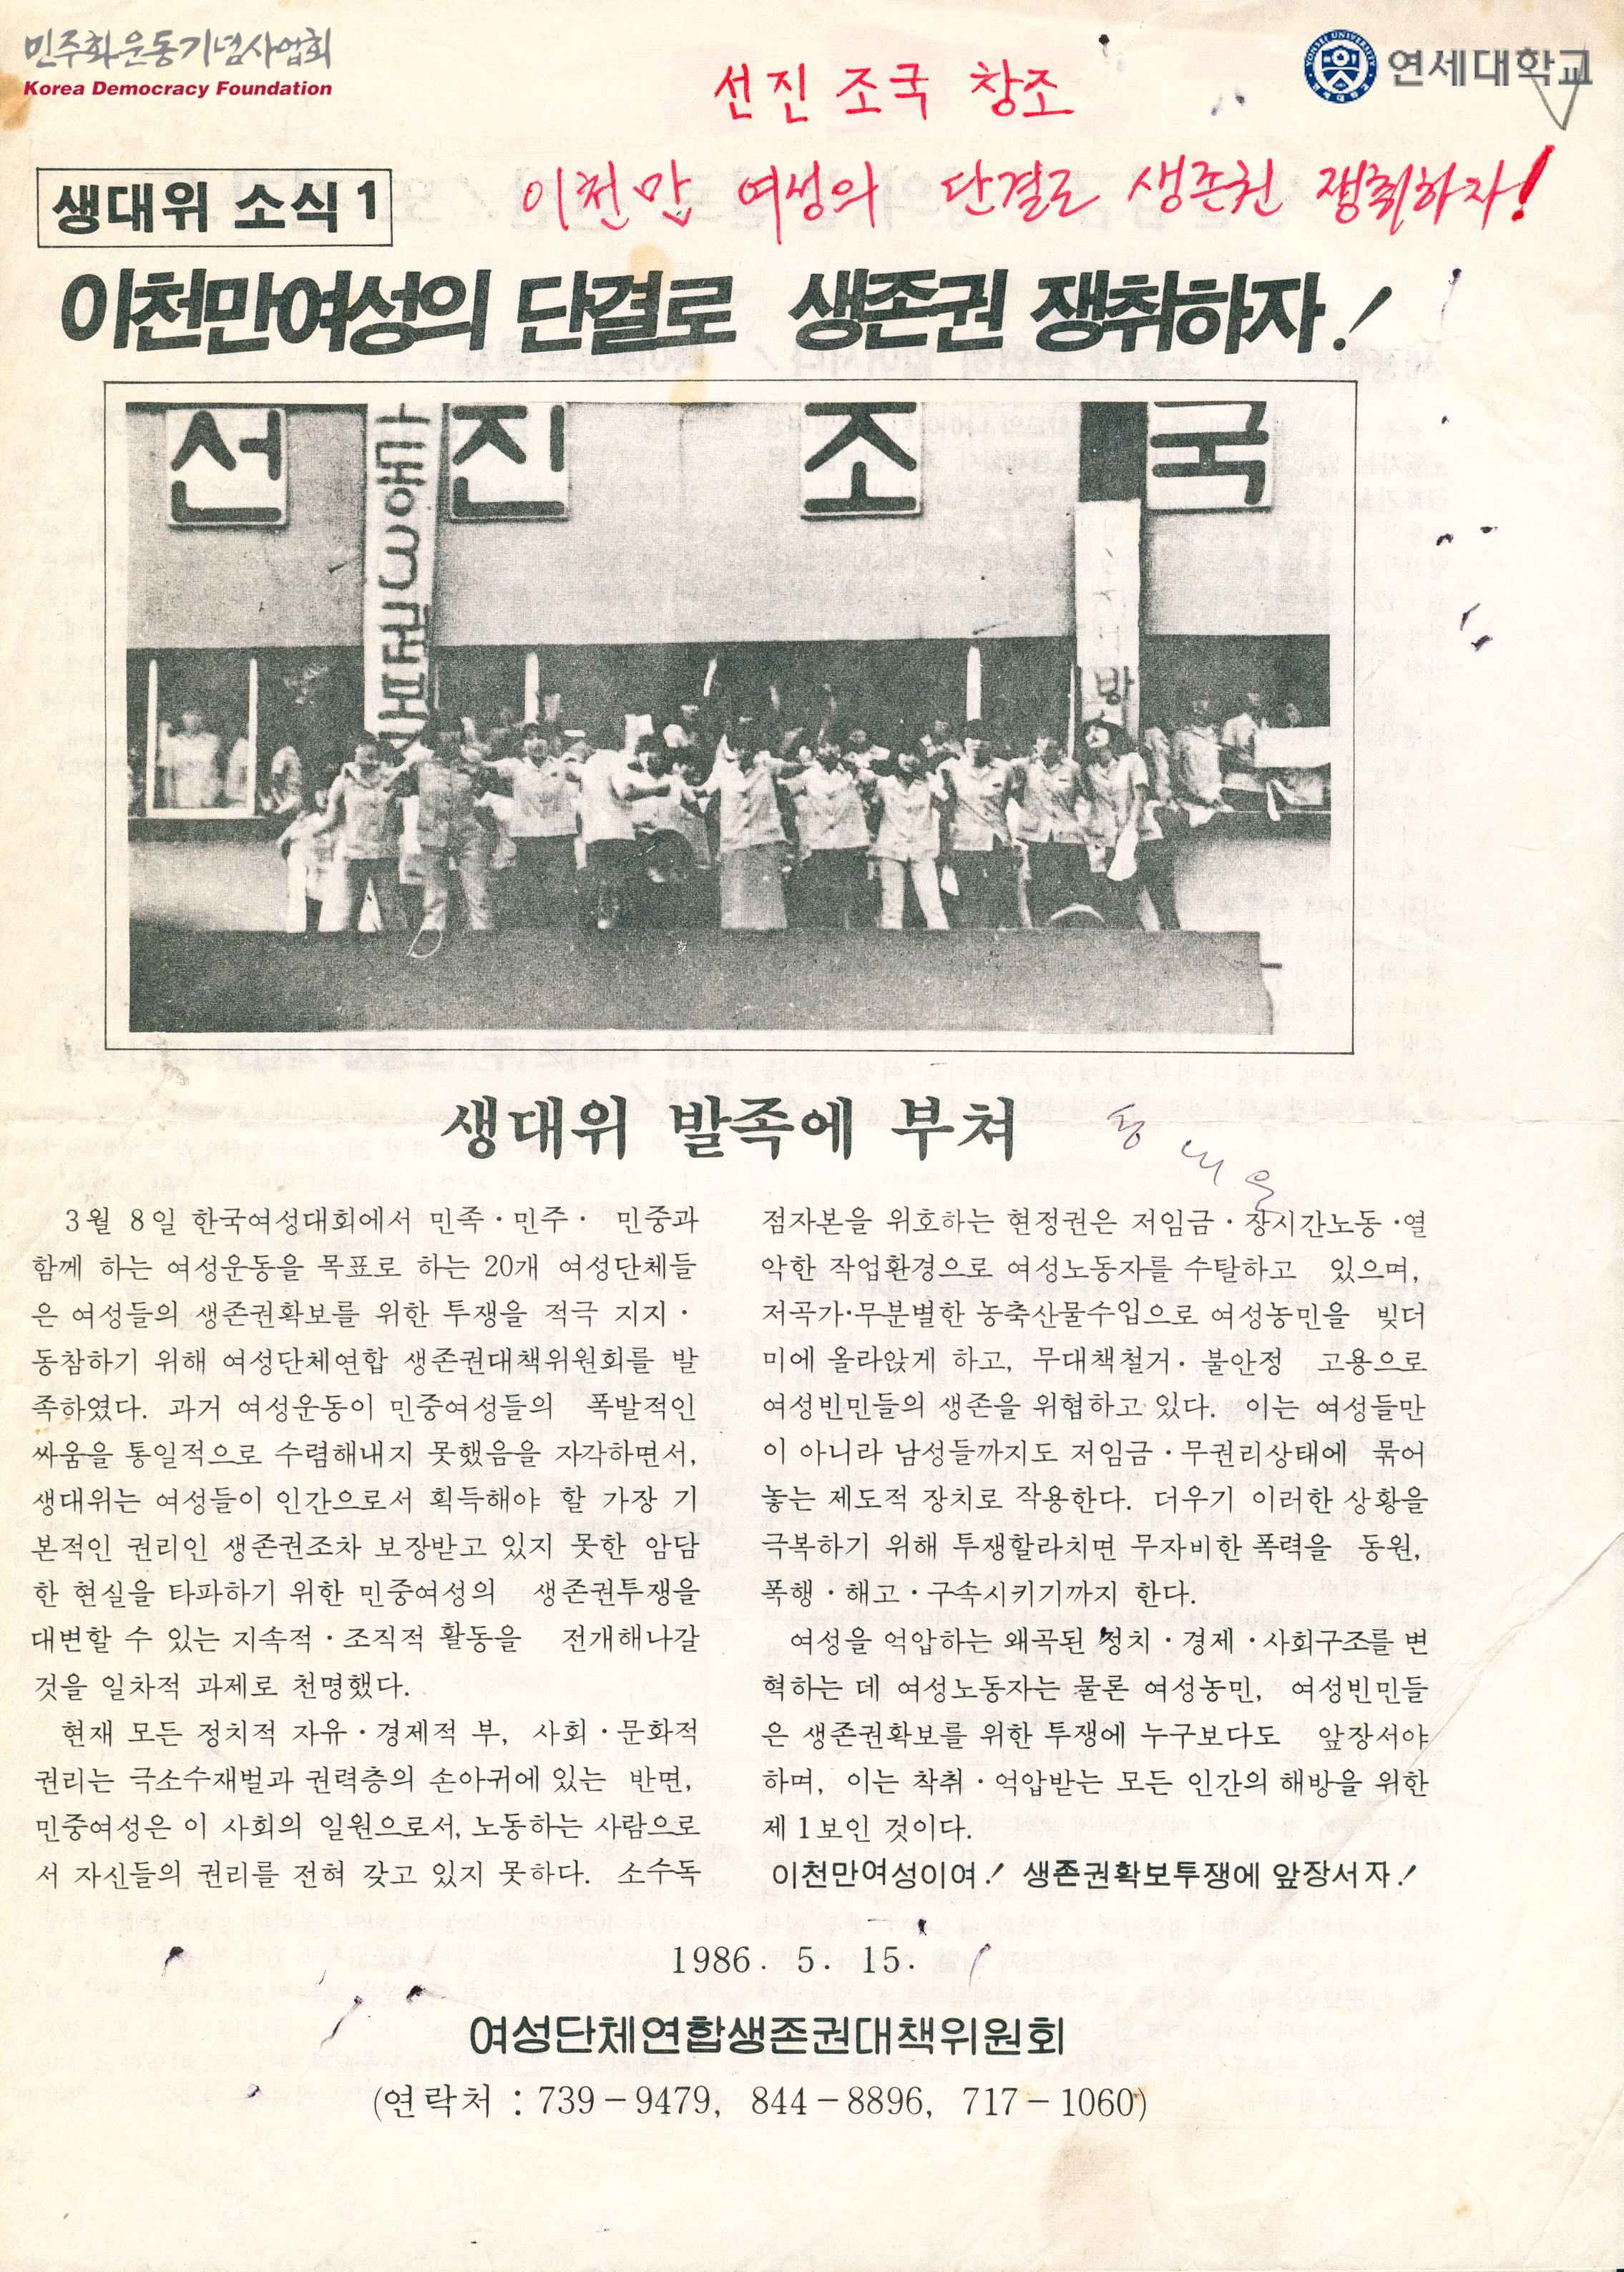 민주화운동기념사업회
Korea Democracy Foundation
연세대학교
선진 조국 창조
이천만 여성의 단결로 생존권 쟁취하자!
생대위 소식 1
이천만여성의 단결로 생존권 쟁취하자!
선 진 조 국
방
생대위 발족에 부쳐
3월 8일 한국여성대회에서 민족·민주· 민중과
함께 하는 여성운동을 목표로 하는 20개 여성단체들
은 여성들의 생존권확보를 위한 투쟁을 적극 지지·
동참하기 위해 여성단체연합 생존권대책위원회를 발
족하였다. 과거 여성운동이 민중여성들의 폭발적인
싸움을 통일적으로 수렴해내지 못했음을 자각하면서,
생대위는 여성들이 인간으로서 획득해야 할 가장 기
본적인 권리인 생존권조차 보장받고 있지 못한 암담
한 현실을 타파하기 위한 민중여성의 생존권투쟁을
대변할 수 있는 지속적·조직적 활동을 전개해나갈
것을 일차적 과제로 천명했다.
현재 모든 정치적 자유·경제적 부, 사회·문화적
권리는 극소수재벌과 권력층의 손아귀에 있는 반면,
민중여성은 이 사회의 일원으로서, 노동하는 사람으로
서 자신들의 권리를 전혀 갖고 있지 못하다. 소수독
점자본을 위호하는 현정권은 저임금·장시간노동·열
악한 작업환경으로 여성노동자를 수탈하고 있으며,
저곡가·무분별한 농축산물수입으로 여성농민을 빚더
미에 올라앉게 하고, 무대책철거· 불안정 고용으로
여성빈민들의 생존을 위협하고 있다. 이는 여성들만
이 아니라 남성들까지도 저임금·무권리상태에 묶어
놓는 제도적 장치로 작용한다. 더우기 이러한 상황을
극복하기 위해 투쟁할라치면 무자비한 폭력을 동원,
폭행·해고·구속시키기까지 한다.
여성을 억압하는 왜곡된 정치·경제·사회구조를 변
혁하는 데 여성노동자는 물론 여성농민, 여성빈민들
은 생존권확보를 위한 투쟁에 누구보다도 앞장서야
하며, 이는 착취·억압받는 모든 인간의 해방을 위한
제1보인 것이다.
이천만여성이여! 생존권확보투쟁에 앞장서자!
1986. 5. 15.
여성단체연합생존권대책위원회
(연락처 : 739-9479, 844-8896, 717-1060)